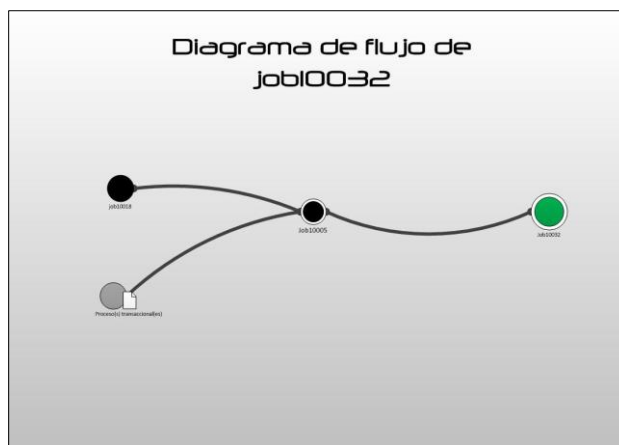 Diagrama de flujo de
job10032
job10018
Job10005
Job10032
Proceso(s) transaccional(es)